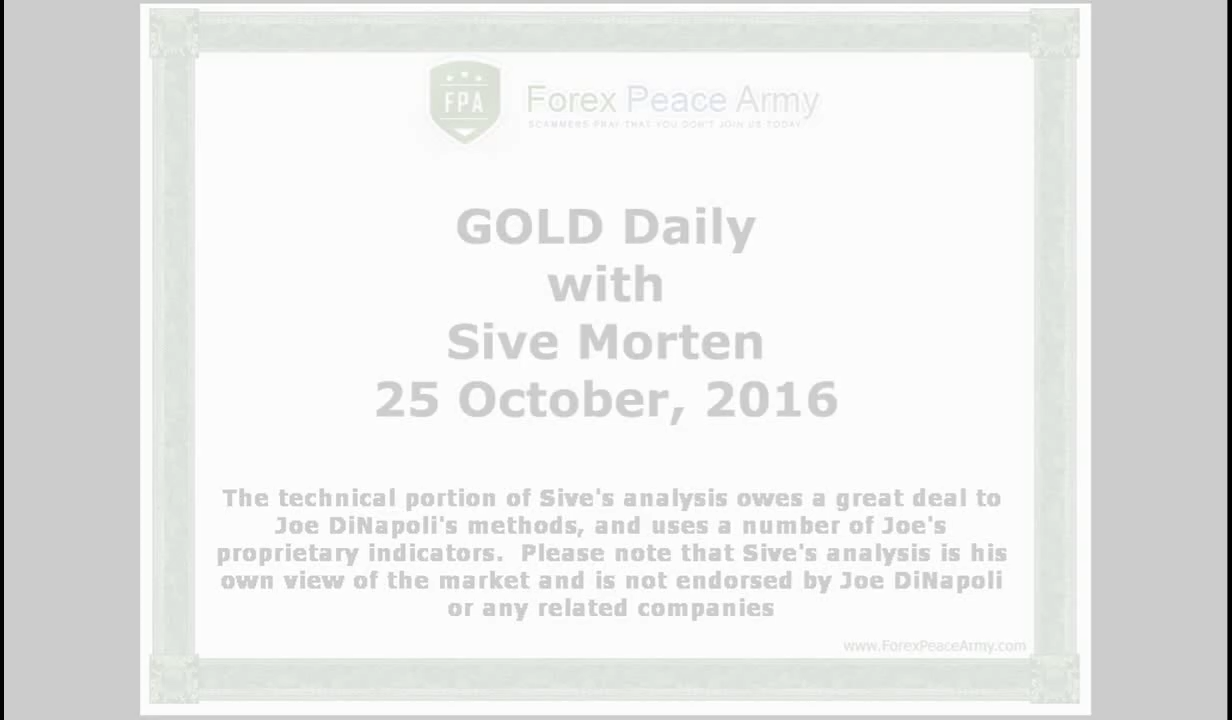 FPA
Forex Peace Army
SCAMMERS PRAY THAT YOU DON'T JOIN US TODAY.
GOLD Daily
with
Sive Morten
25 October, 2016
The technical portion of Sive's analysis owes a great deal to
Joe DiNapoli's methods, and uses a number of Joe's
proprietary indicators.  Please note that Sive's analysis is his
own view of the market and is not endorsed by Joe DiNapoli
or any related companies
www.ForexPeaceArmy.com